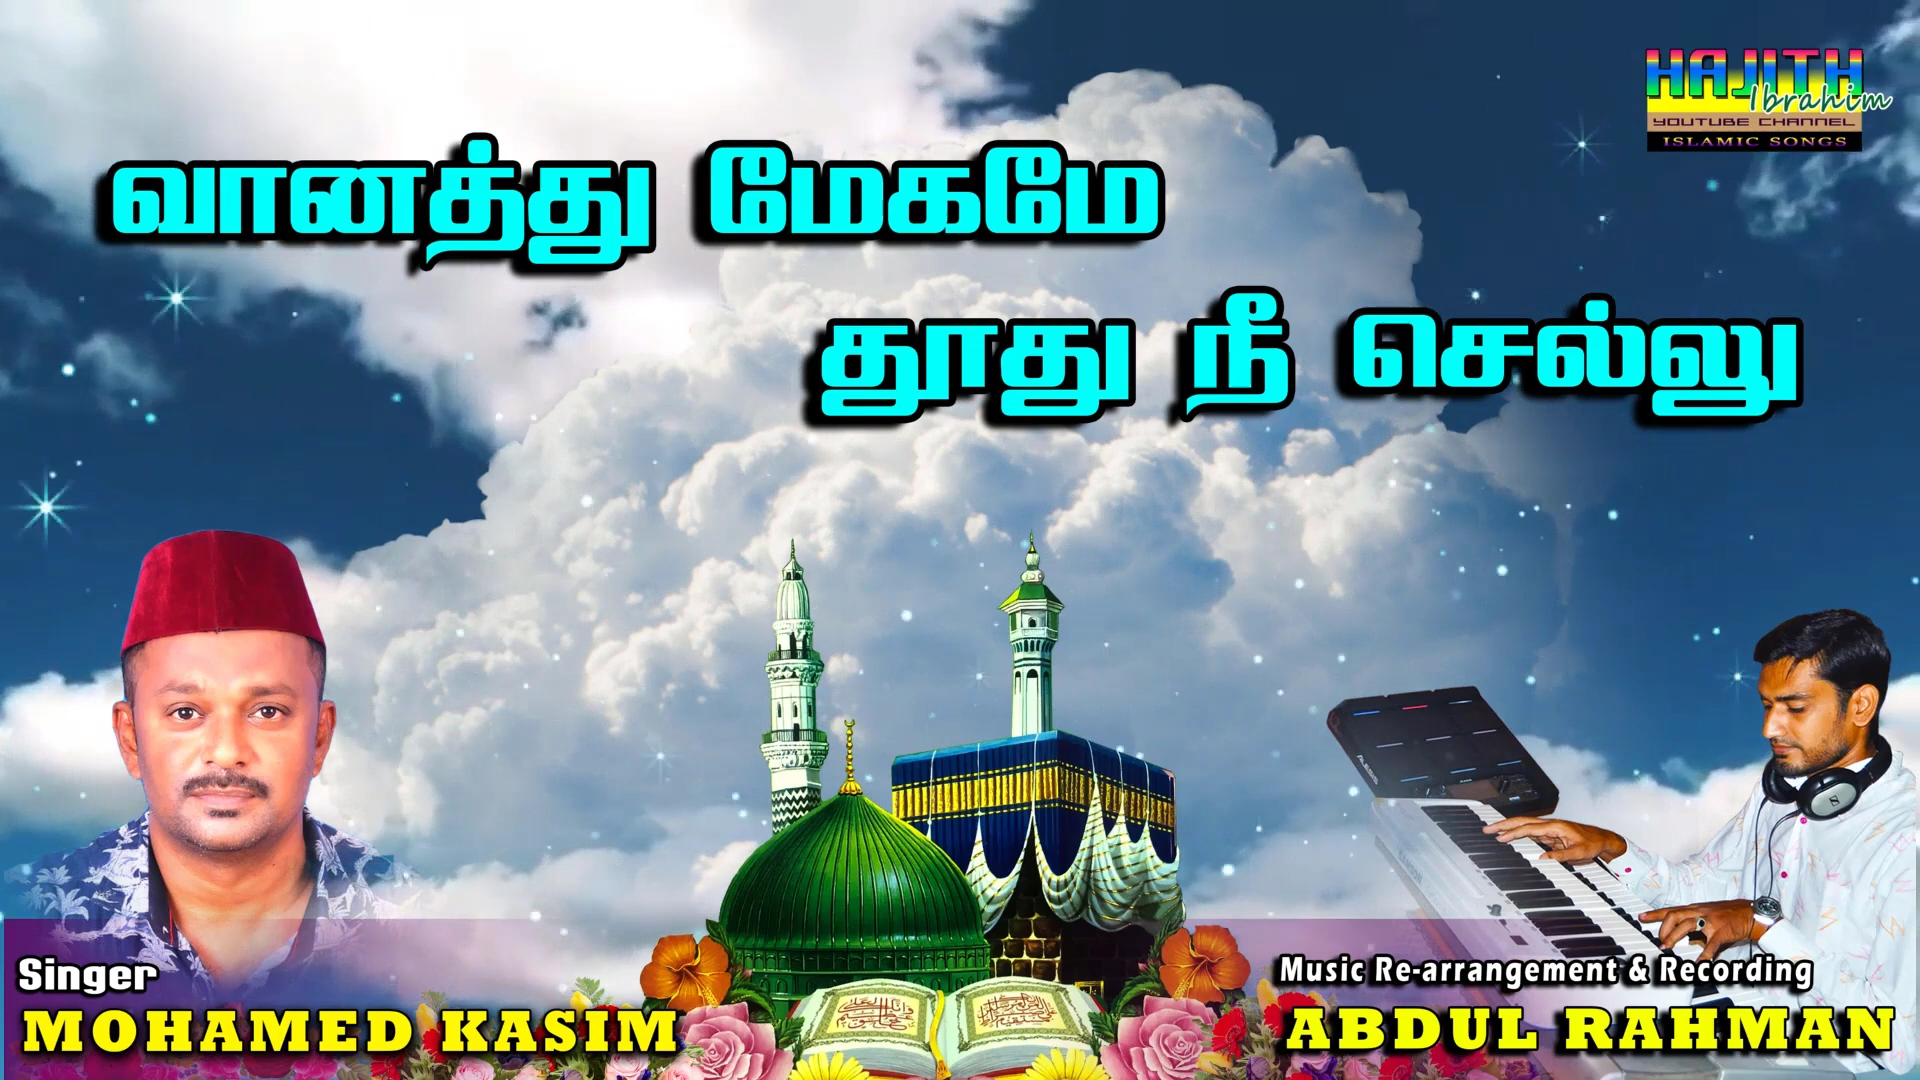 HAJITH
Ibrahim
YOUTUBE CHANNEL
ISLAMIC SONGS
வானத்து மேகமே
தூது நீ செல்லு
Singer
MOHAMED KASIM
Music Re-arrangement & Recording
ABDUL RAHMAN